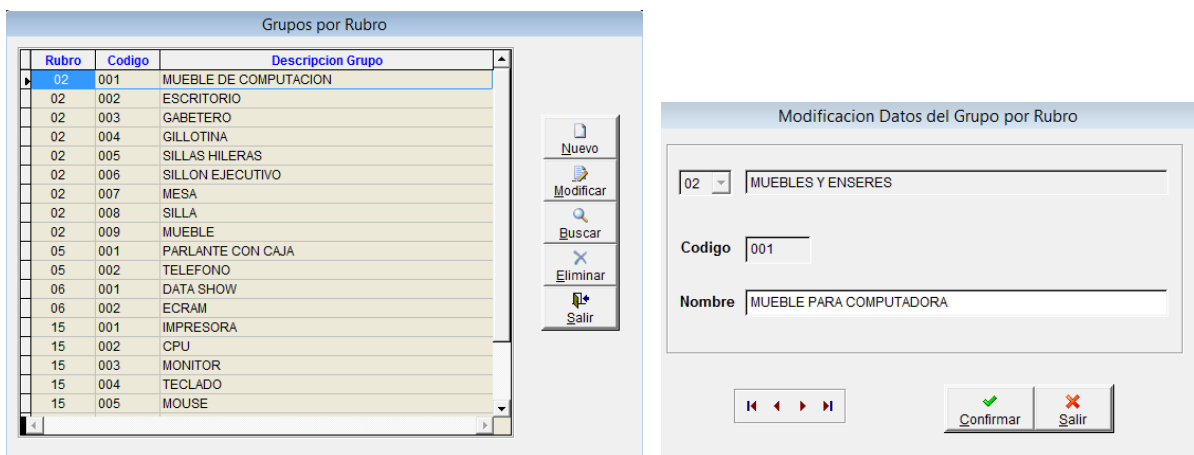 Grupos por Rubro
Rubro Codigo Descripcion Grupo
02 001 MUEBLE DE COMPUTACION
02 002 ESCRITORIO
02 003 GABETERO
02 004 GILLOTINA
02 005 SILLAS HILERAS
02 006 SILLON EJECUTIVO
02 007 MESA
02 008 SILLA
02 009 MUEBLE
05 001 PARLANTE CON CAJA
05 002 TELEFONO
06 001 DATA SHOW
06 002 ECRAM
15 001 IMPRESORA
15 002 CPU
15 003 MONITOR
15 004 TECLADO
15 005 MOUSE
Nuevo
Modificar
Buscar
Eliminar
Salir
Modificacion Datos del Grupo por Rubro
02 MUEBLES Y ENSERES
Codigo 001
Nombre MUEBLE PARA COMPUTADORA
Confirmar Salir